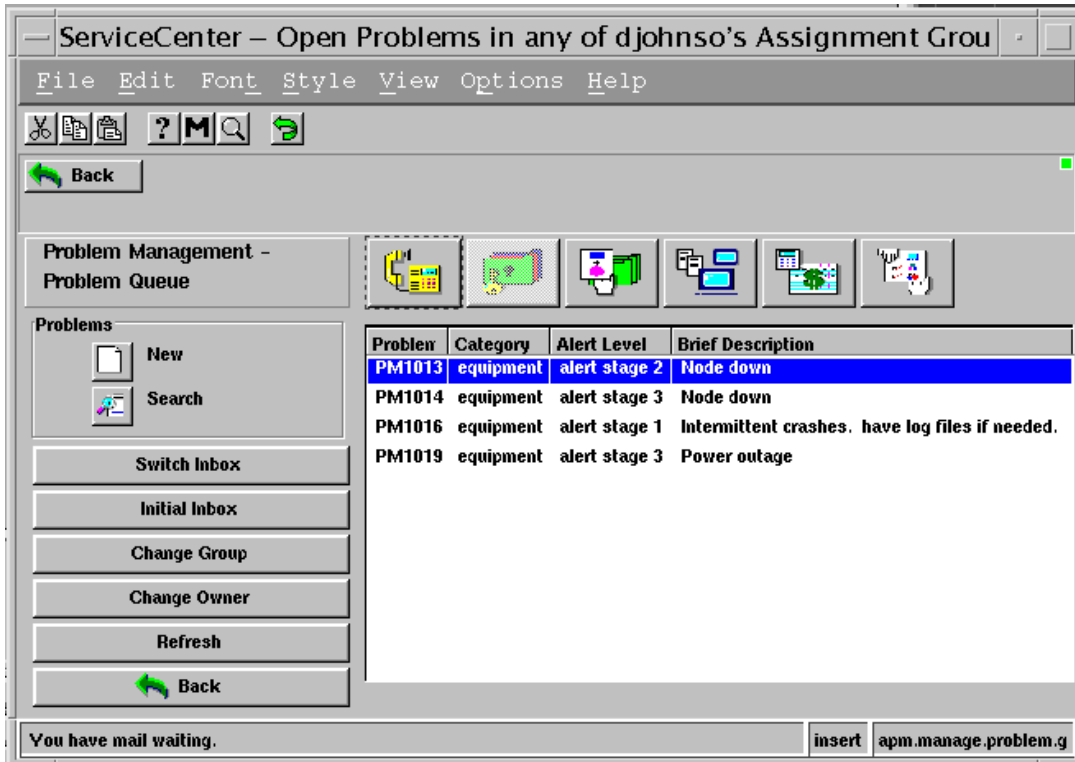 ServiceCenter – Open Problems in any of djohnso's Assignment Grou
File Edit Font Style View Options Help
? M
Back
Problem Management –
Problem Queue
Problems
New
Search
Switch Inbox
Initial Inbox
Change Group
Change Owner
Refresh
Back
Problem Category Alert Level Brief Description
PM1013 equipment alert stage 2 Node down
PM1014 equipment alert stage 3 Node down
PM1016 equipment alert stage 1 Intermittent crashes. have log files if needed.
PM1019 equipment alert stage 3 Power outage
You have mail waiting. insert apm.manage.problem.g